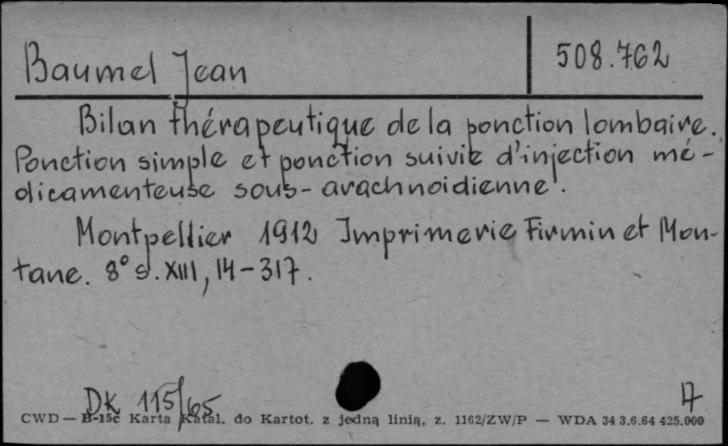 Baumel Jean
508.762
Bilan thérapeutique de la ponction lombaire.
Ponction simple et ponction suivie d'injection mé-
dicamenteuse sous-arachnoidienne.
Montpellier 1912 Imprimerie Firmin et Mon-
tane. 8° s. XIII, 14-317.
DK 115/65
CWD — B-15c Karta Katal. do Kartot. z jedną linią, z. 1162/ZW/P — WDA 34 3.6.64 425.000